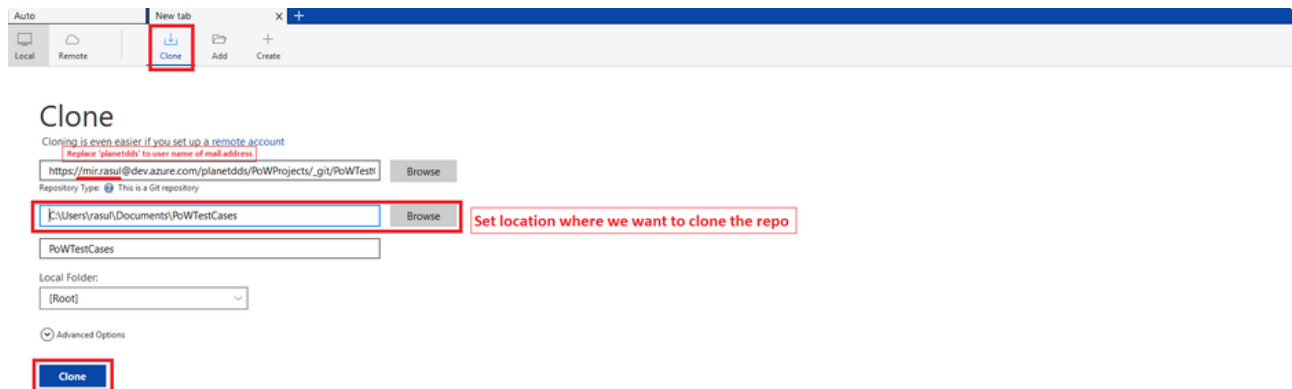 Auto New tab X +
Local Remote Clone Add Create
Clone
Cloning is even easier if you set up a remote account
Replace 'planetdds' to user name of mail address
https://mir.rasul@dev.azure.com/planetdds/PoWProjects/_git/PoWTest Browse
Repository Type: This is a Git repository
C:\Users\rasul\Documents\PoWTestCases Browse
Set location where we want to clone the repo
PoWTestCases
Local Folder:
[Root]
Advanced Options
Clone